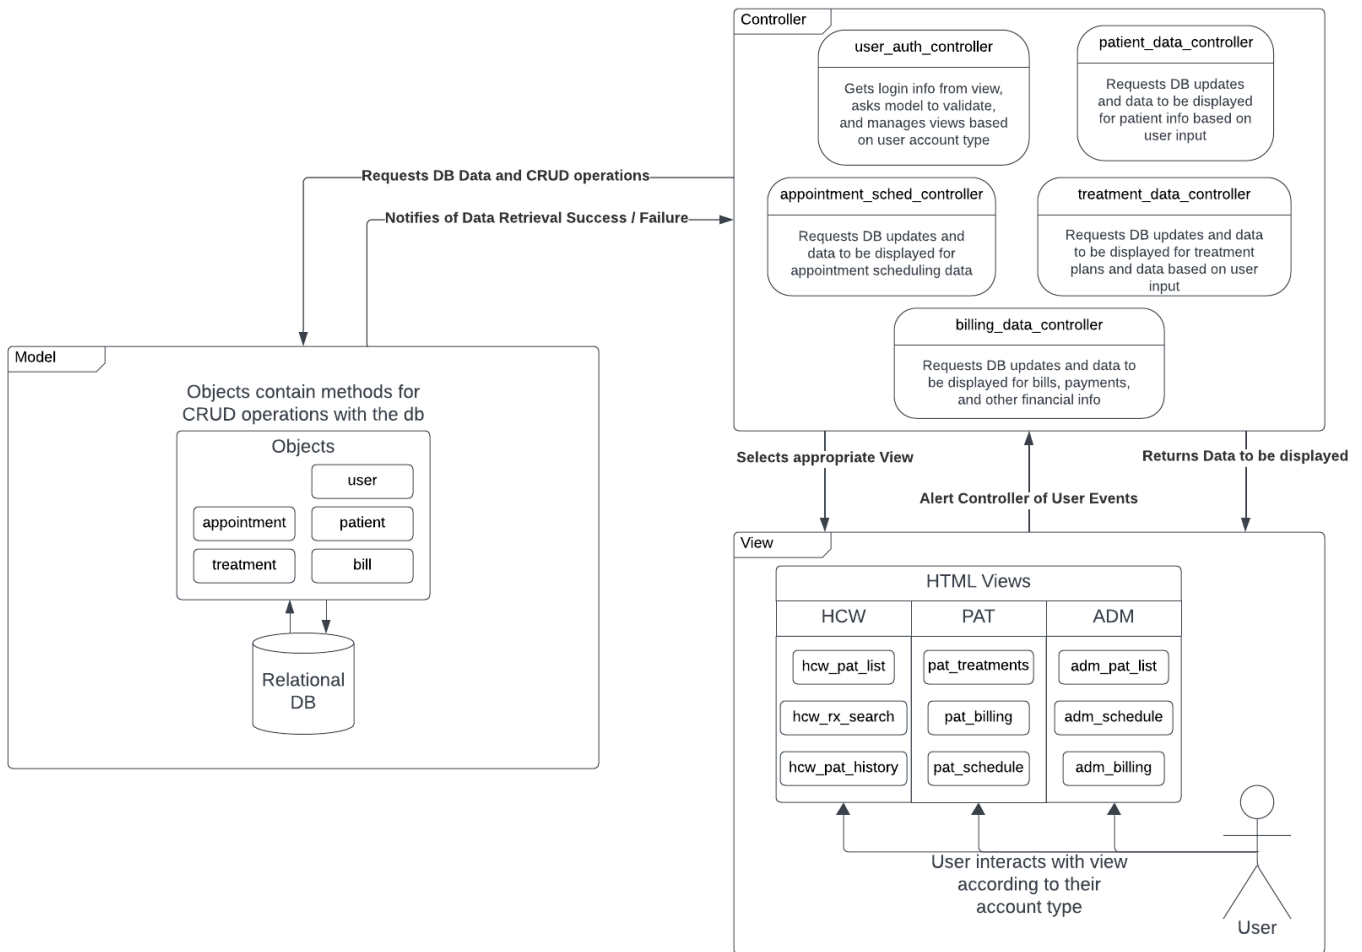 Controller
user_auth_controller
Gets login info from view,
asks model to validate,
and manages views based
on user account type
patient_data_controller
Requests DB updates
and data to be displayed
for patient info based on
user input
appointment_sched_controller
Requests DB updates and
data to be displayed for
appointment scheduling data
treatment_data_controller
Requests DB updates and data
to be displayed for treatment
plans and data based on user
input
billing_data_controller
Requests DB updates and data to
be displayed for bills, payments,
and other financial info
Requests DB Data and CRUD operations
Notifies of Data Retrieval Success / Failure
Model
Objects contain methods for
CRUD operations with the db
Objects
user
appointment
patient
treatment
bill
Relational
DB
Selects appropriate View
Alert Controller of User Events
Returns Data to be displayed
View
HTML Views
HCW
PAT
ADM
hcw_pat_list
pat_treatments
adm_pat_list
hcw_rx_search
pat_billing
adm_schedule
hcw_pat_history
pat_schedule
adm_billing
User interacts with view
according to their
account type
User